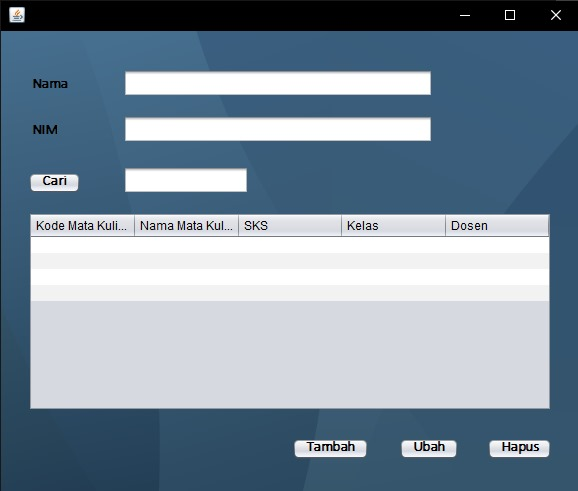 Nama
NIM
Cari
Kode Mata Kuli... Nama Mata Kul... SKS Kelas Dosen
Tambah Ubah Hapus